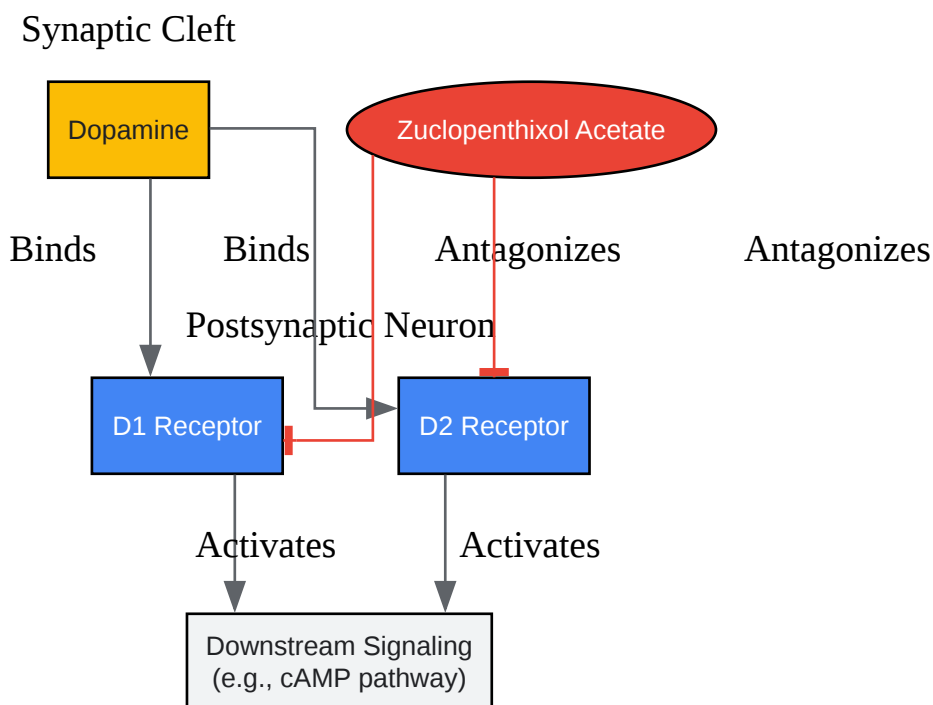 Synaptic Cleft
Dopamine
Zuclopenthixol Acetate
Binds
Binds
Antagonizes
Antagonizes
Postsynaptic Neuron
D1 Receptor
D2 Receptor
Activates
Activates
Downstream Signaling
(e.g., cAMP pathway)